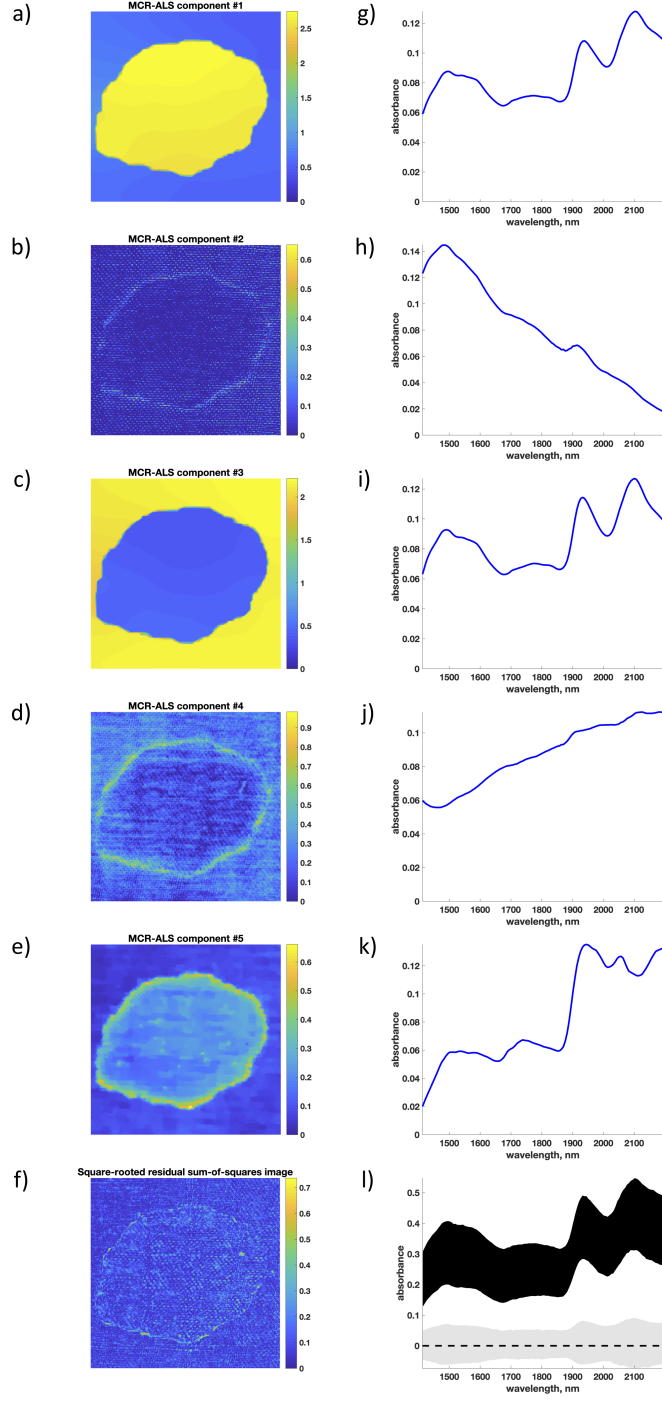 a)
MCR-ALS component #1
2.5
2
1.5
1
0.5
0
g)
absorbance
0.12
0.1
0.08
0.06
0.04
0.02
0
1500 1600 1700 1800 1900 2000 2100
wavelength, nm
b)
MCR-ALS component #2
0.6
0.5
0.4
0.3
0.2
0.1
0
h)
absorbance
0.14
0.12
0.1
0.08
0.06
0.04
0.02
0
1500 1600 1700 1800 1900 2000 2100
wavelength, nm
c)
MCR-ALS component #3
2
1.5
1
0.5
0
i)
absorbance
0.12
0.1
0.08
0.06
0.04
0.02
0
1500 1600 1700 1800 1900 2000 2100
wavelength, nm
d)
MCR-ALS component #4
0.9
0.8
0.7
0.6
0.5
0.4
0.3
0.2
0.1
0
j)
absorbance
0.1
0.08
0.06
0.04
0.02
0
1500 1600 1700 1800 1900 2000 2100
wavelength, nm
e)
MCR-ALS component #5
0.6
0.5
0.4
0.3
0.2
0.1
0
k)
absorbance
0.12
0.1
0.08
0.06
0.04
0.02
0
1500 1600 1700 1800 1900 2000 2100
wavelength, nm
f)
Square-rooted residual sum-of-squares image
0.7
0.6
0.5
0.4
0.3
0.2
0.1
0
l)
absorbance
0.5
0.4
0.3
0.2
0.1
0
1500 1600 1700 1800 1900 2000 2100
wavelength, nm